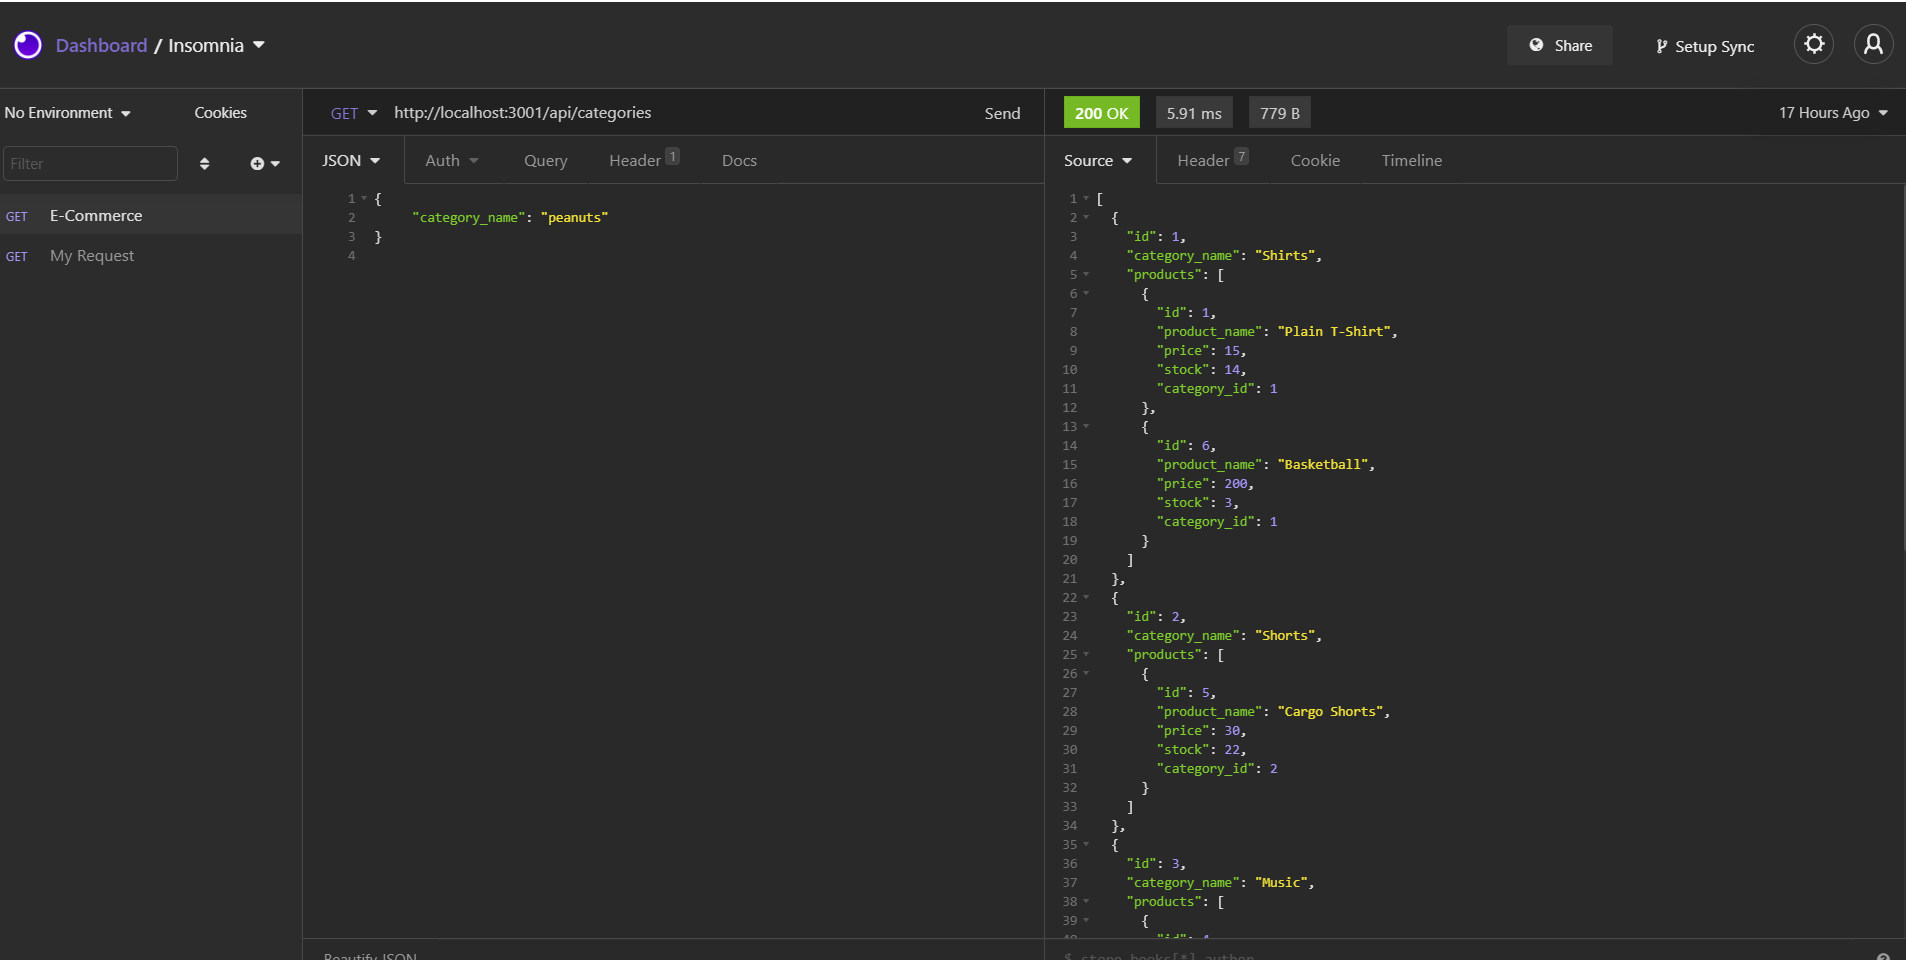 Dashboard / Insomnia
Share
Setup Sync
No Environment
Cookies
GET http://localhost:3001/api/categories
Send
200 OK
5.91 ms
779 B
17 Hours Ago
Filter
JSON
Auth
Query
Header 1
Docs
Source
Header 7
Cookie
Timeline
GET E-Commerce
GET My Request
1 {
2 "category_name": "peanuts"
3 }
4
1 [
2 {
3 "id": 1,
4 "category_name": "Shirts",
5 "products": [
6 {
7 "id": 1,
8 "product_name": "Plain T-Shirt",
9 "price": 15,
10 "stock": 14,
11 "category_id": 1
12 },
13 {
14 "id": 6,
15 "product_name": "Basketball",
16 "price": 200,
17 "stock": 3,
18 "category_id": 1
19 }
20 ]
21 },
22 {
23 "id": 2,
24 "category_name": "Shorts",
25 "products": [
26 {
27 "id": 5,
28 "product_name": "Cargo Shorts",
29 "price": 30,
30 "stock": 22,
31 "category_id": 2
32 }
33 ]
34 },
35 {
36 "id": 3,
37 "category_name": "Music",
38 "products": [
39 {
Beautify JSON